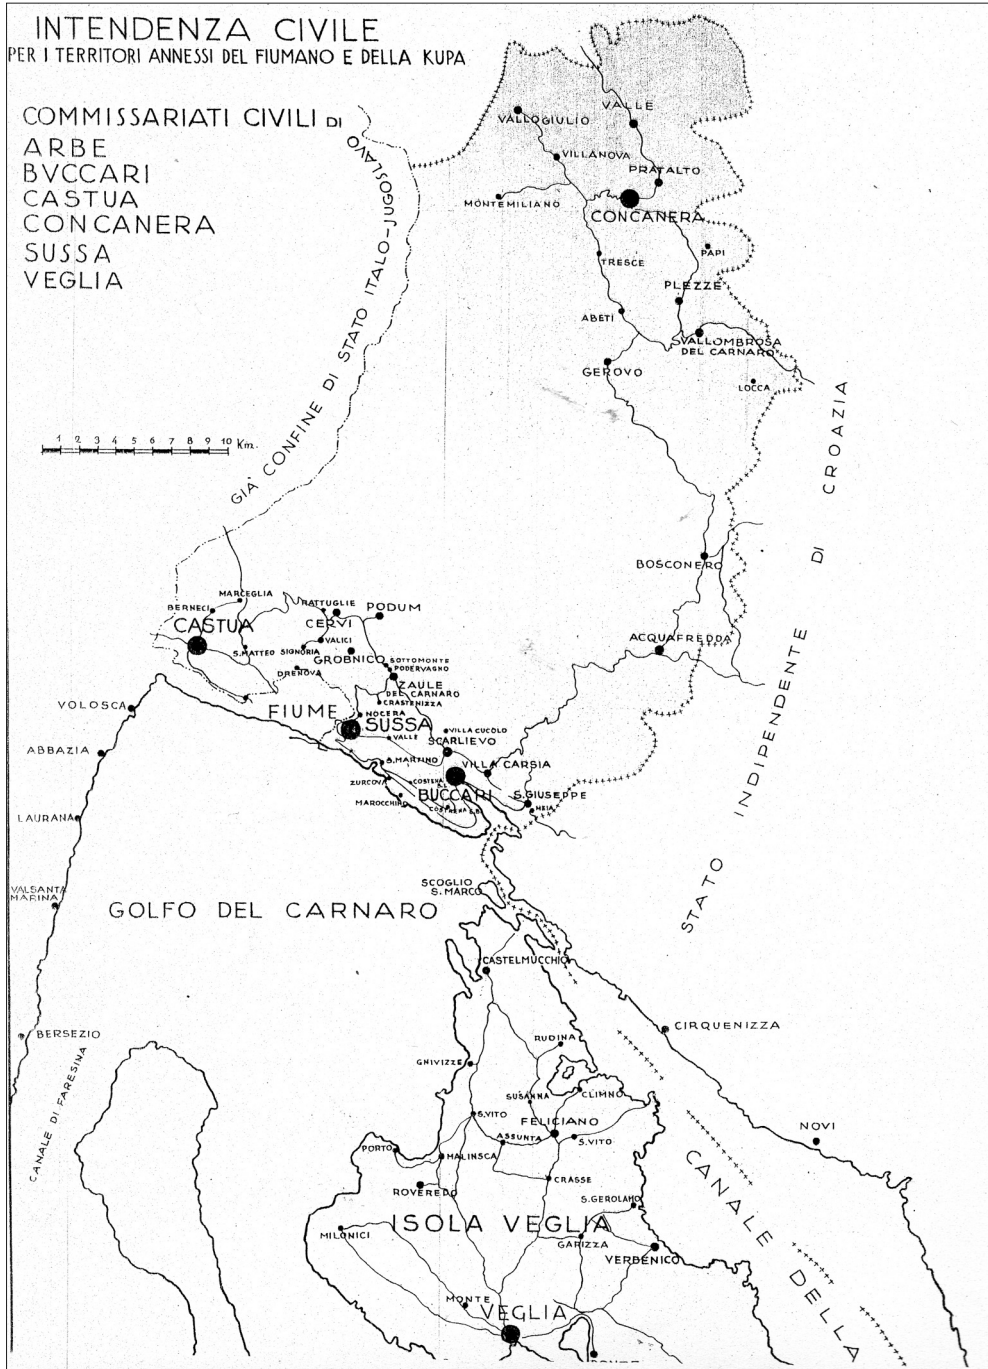 INTENDENZA CIVILE
PER I TERRITORI ANNESSI DEL FIUMANO E DELLA KUPA
COMMISSARIATI CIVILI DI
ARBE
BVCCARI
CASTUA
CONCANERA
SUSSA
VEGLIA
GIÀ CONFINE DI STATO ITALO-JUGOSLAVO
1 2 3 4 5 6 7 8 9 10 Km.
VALLOGIULIO
VALLE
VILLANOVA
PRATALTO
MONTEMILIANO
CONCANERA
TRESCE
PAPI
PLEZZE
ABETI
VALLOMBROSA
DEL CARNARO
GEROVO
LOCCA
STATO INDIPENDENTE DI CROAZIA
BOSCONERO
ACQUAFREDDA
MARCEGLIA
BERNECI
CASTUA
S.MATTEO
SIGNORIA
RATTUGLIE
CERVI
PODUM
VALICI
GROBNICO
SOTTOMONTE
PODERVAGNO
DRENOVA
ZAULE
DEL CARNARO
CRASTENIZZA
FIUME
NOCERA
SUSSA
VALLE
VILLA CUCOLO
SCARLIEVO
S.MARTINO
VILLA CARSIA
ZURCOVA
BUCCARI
S.GIUSEPPE
MAROCCHINO
VOLOSCA
ABBAZIA
LAURANA
VALSANTA
MARINA
BERSEZIO
CANALE DI FARESINA
GOLFO DEL CARNARO
SCOGLIO
S.MARCO
CASTELMUCCHIO
CIRQUENIZZA
RUDINA
GNIVIZZE
SUSANNA
CLIMNO
S.VITO
FELICIANO
ASSUNTA
S.VITO
NOVI
PORTO
MALINSCA
ROVEREDO
CRASSE
S.GEROLAMO
ISOLA VEGLIA
MILONICI
GARIZZA
VERBENICO
MONTE
VEGLIA
CANALE DELLA